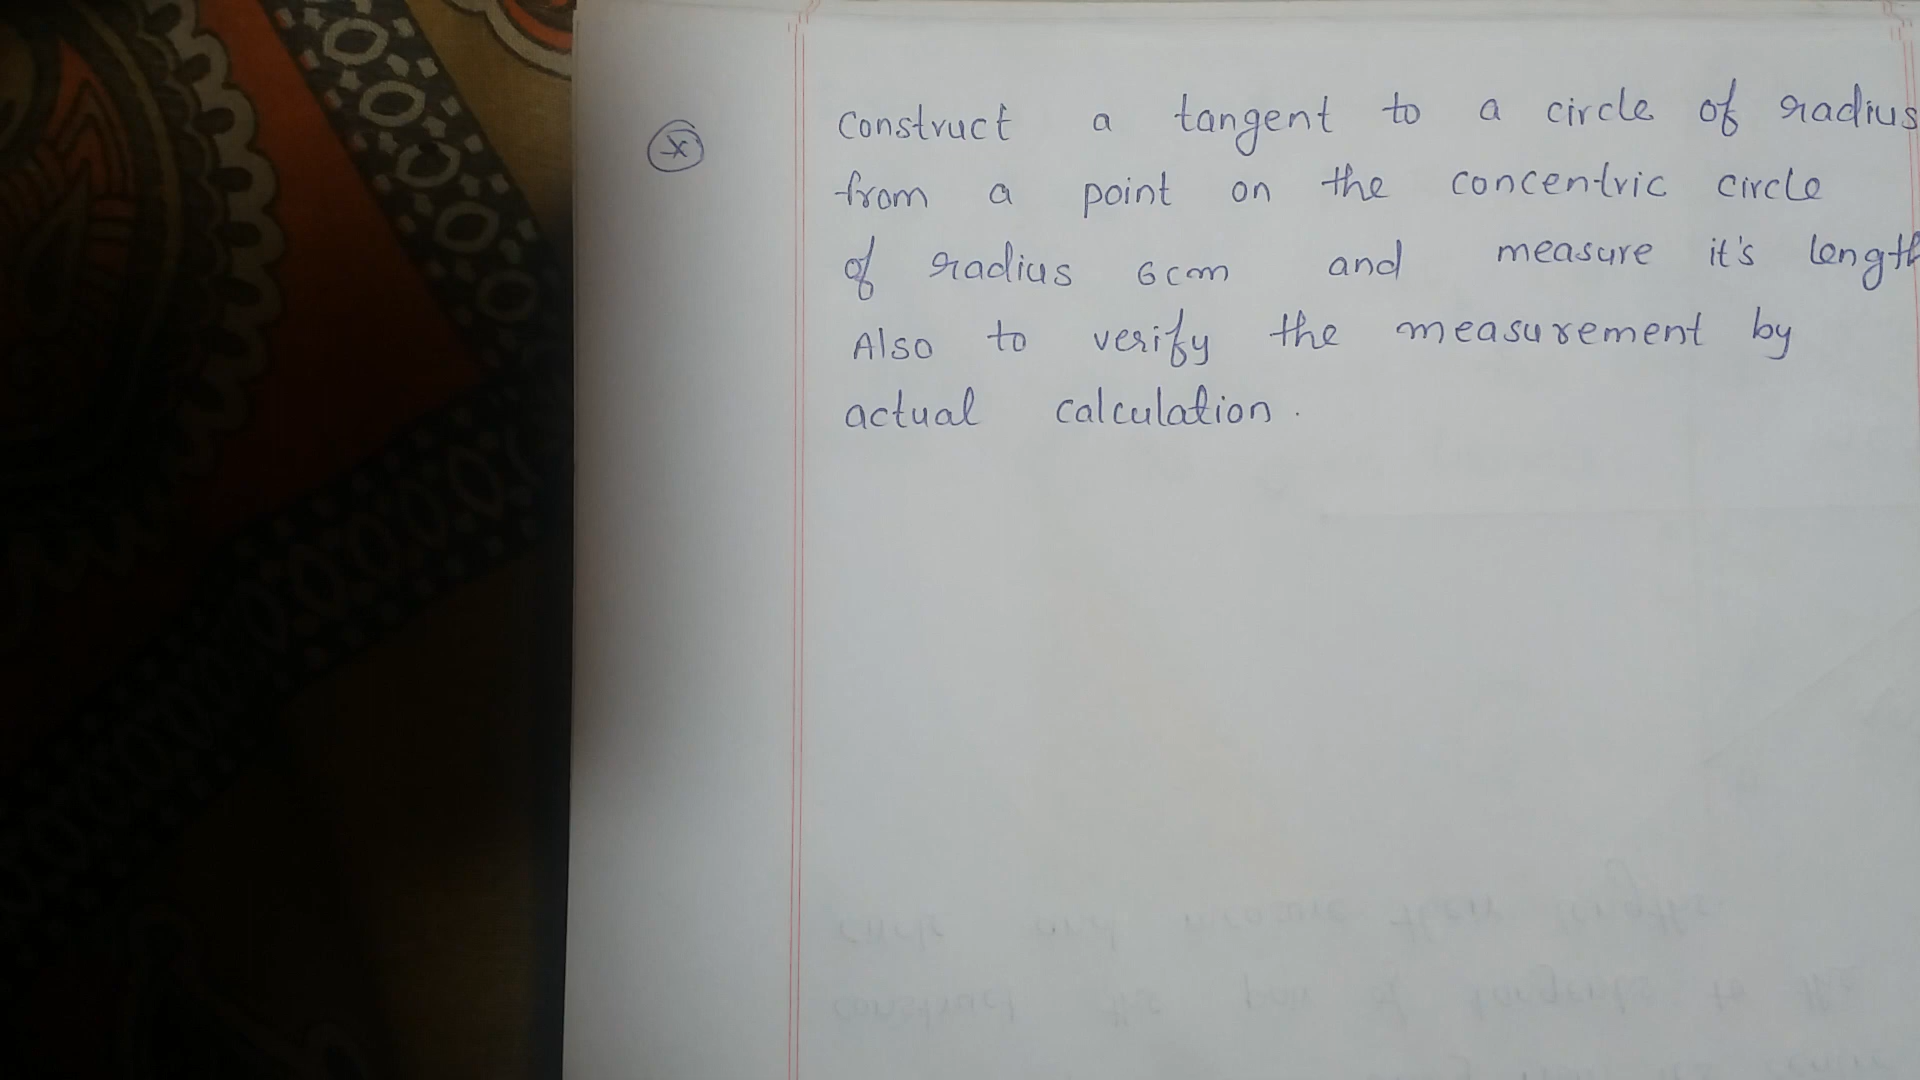 construct a tangent to a circle of radius
from a point on the concentric circle
of radius 6cm and measure it's length
Also to verify the measurement by
actual calculation.